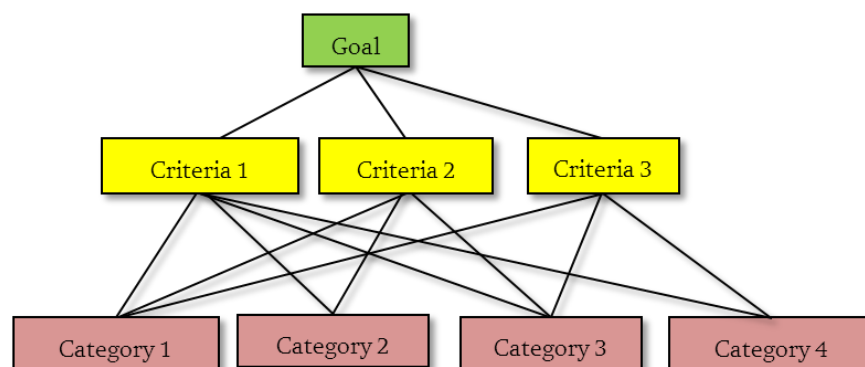 Goal
Criteria 1
Criteria 2
Criteria 3
Category 1
Category 2
Category 3
Category 4